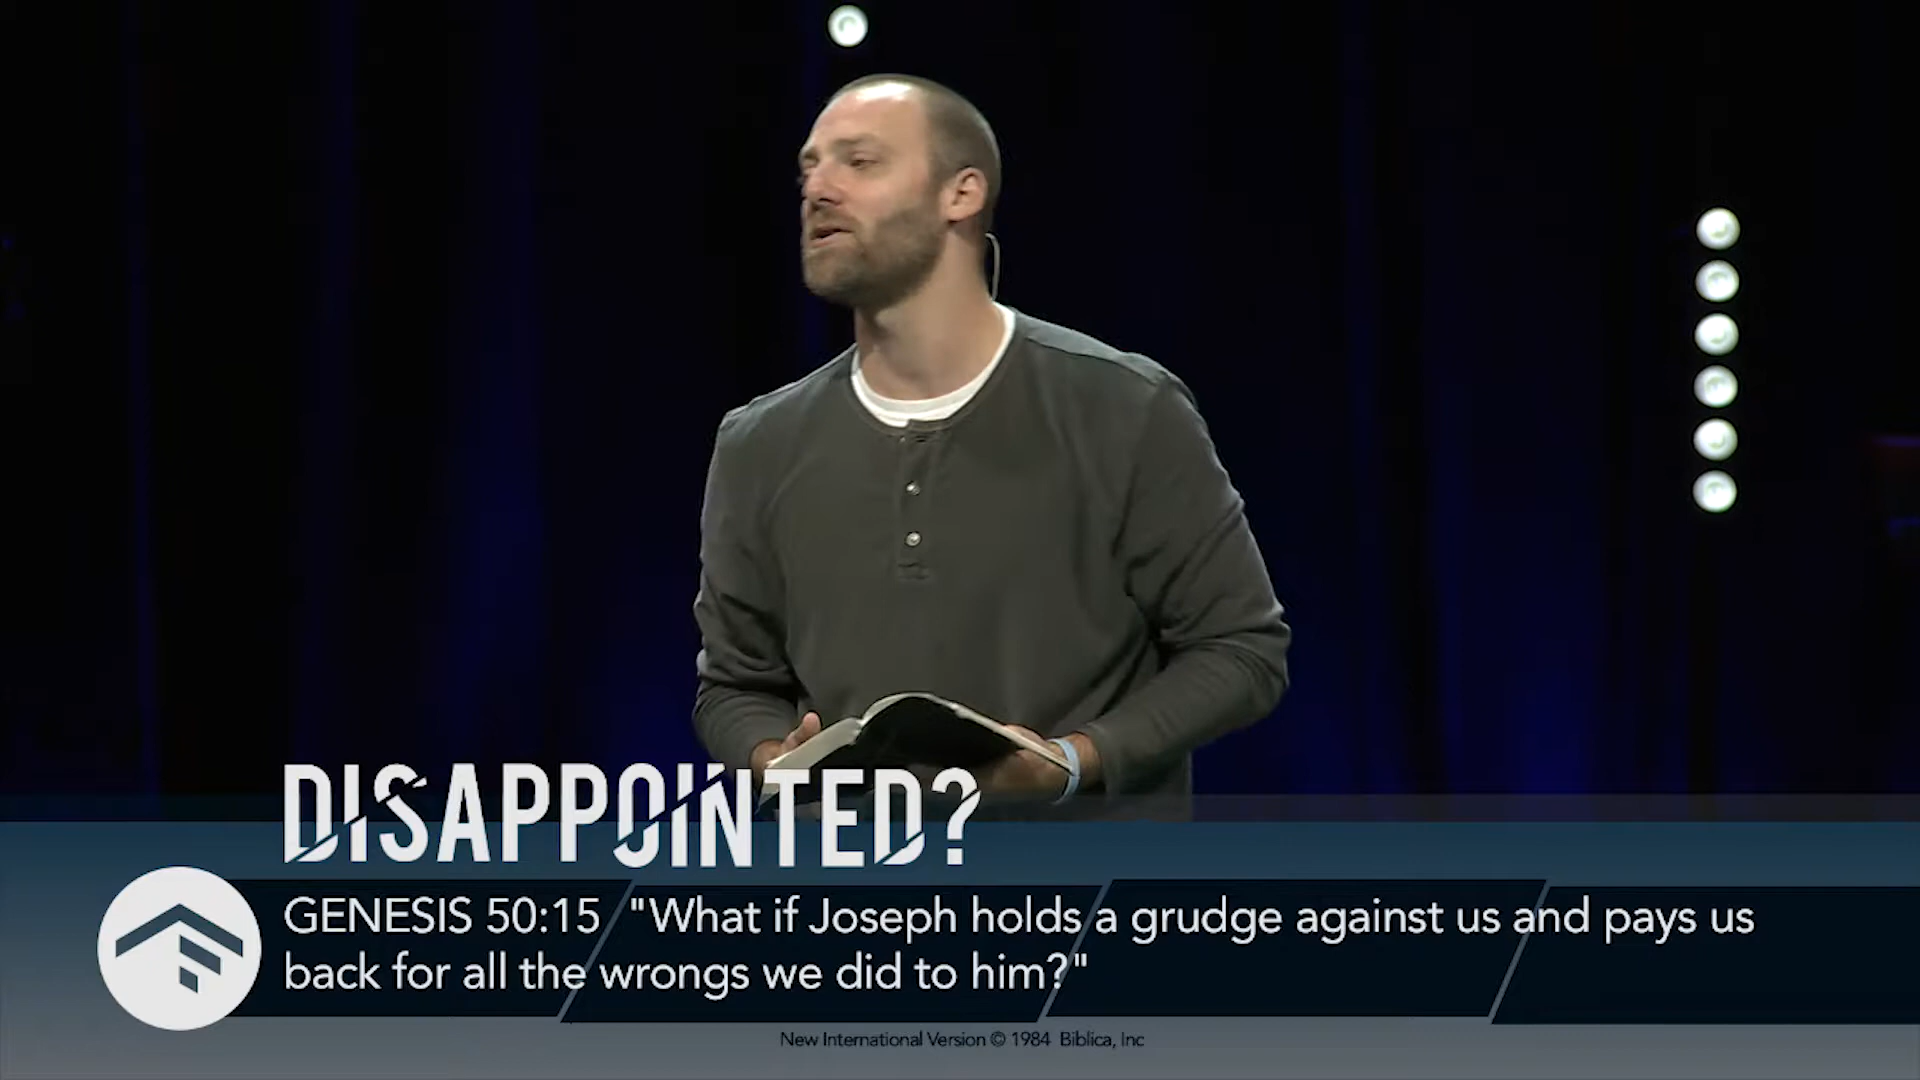 DISAPPOINTED?
GENESIS 50:15 "What if Joseph holds a grudge against us and pays us
back for all the wrongs we did to him?"
New International Version © 1984 Biblica, Inc